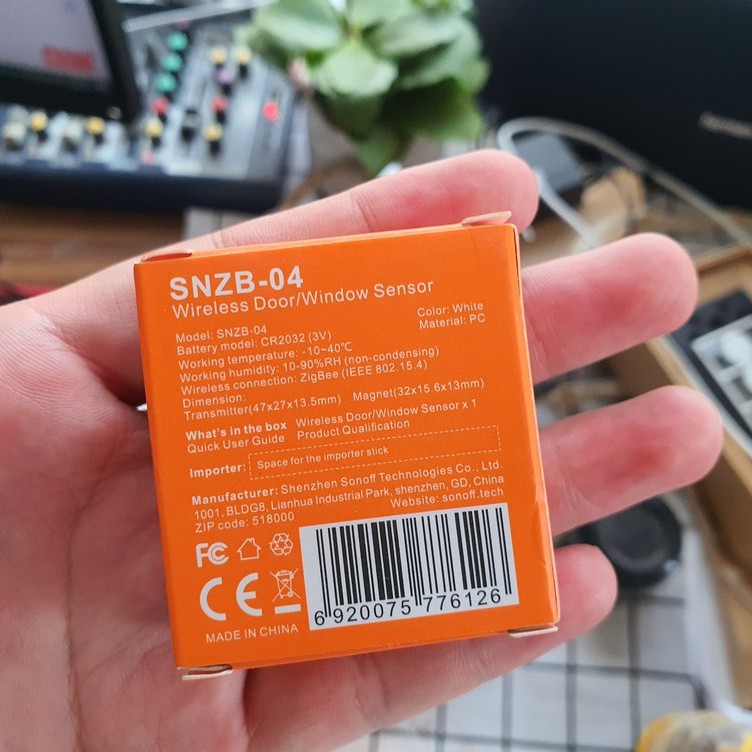 SNZB-04
Wireless Door/Window Sensor
Model: SNZB-04
Color: White
Battery model: CR2032 (3V)
Material: PC
Working temperature: -10~40℃
Working humidity: 10-90%RH (non-condensing)
Wireless connection: ZigBee (IEEE 802.15.4)
Dimension:
Transmitter(47x27x13.5mm) Magnet(32x15.6x13mm)
What's in the box Wireless Door/Window Sensor x 1
Quick User Guide Product Qualification
Importer: Space for the importer stick
Manufacturer: Shenzhen Sonoff Technologies Co., Ltd.
1001, BLDG8, Lianhua Industrial Park, shenzhen, GD, China
ZIP code: 518000 Website: sonoff.tech
FC
CE
6 920075 776126
MADE IN CHINA